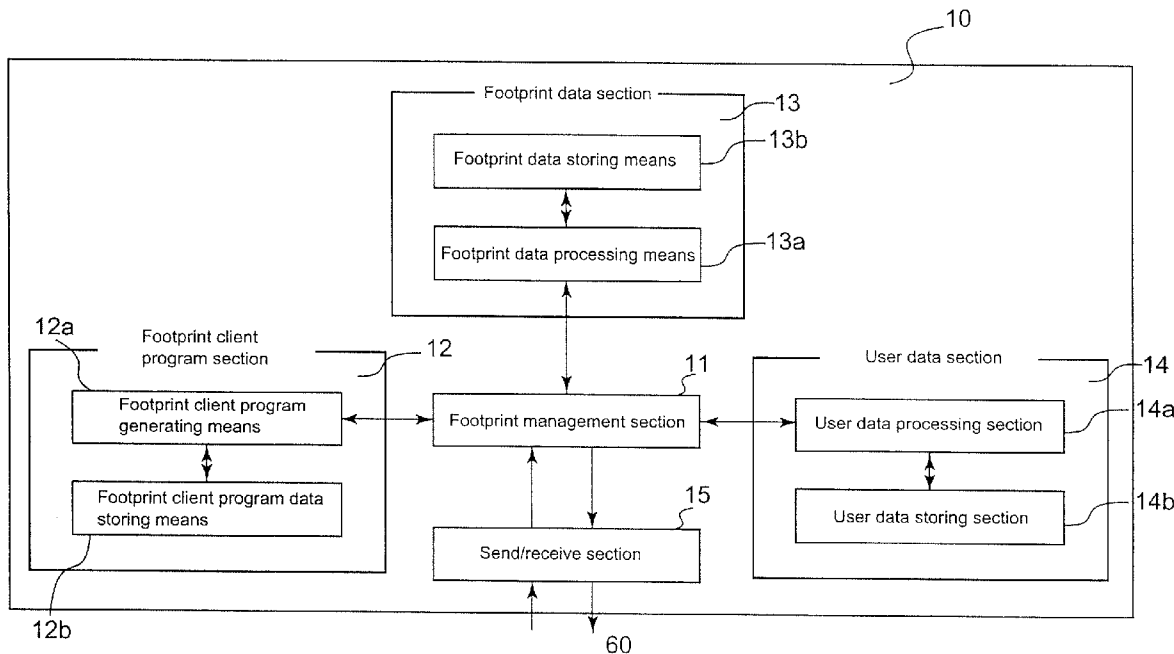 10
Footprint data section
13
Footprint data storing means
13b
Footprint data processing means
13a
12a
Footprint client
program section
12
Footprint client program
generating means
Footprint client program data
storing means
12b
11
Footprint management section
15
Send/receive section
60
User data section
14
User data processing section
14a
User data storing section
14b